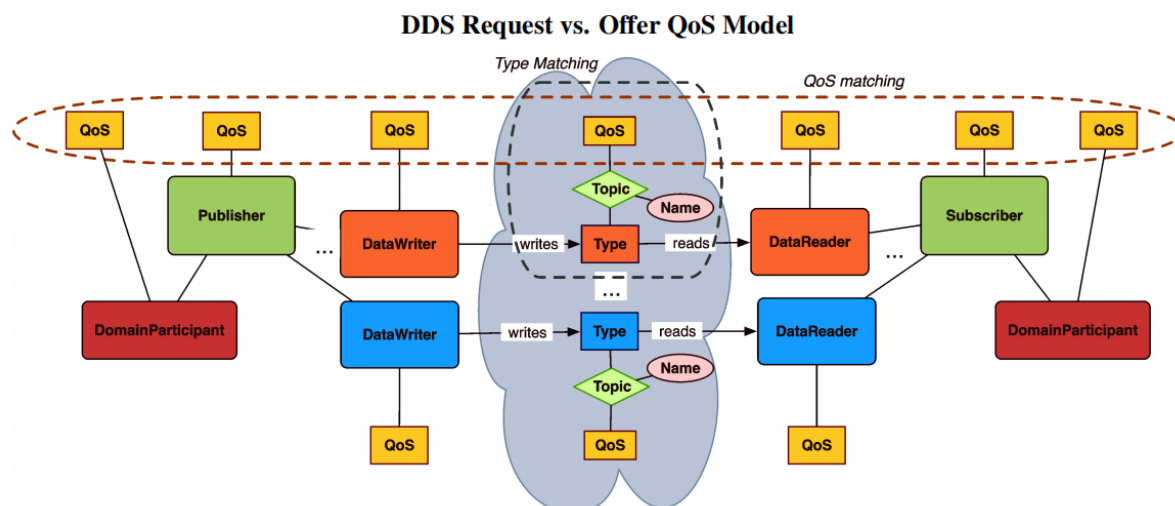 DDS Request vs. Offer QoS Model
Type Matching
QoS matching
QoS QoS QoS QoS QoS QoS QoS
Topic
Name
Publisher
Subscriber
... DataWriter writes Type reads DataReader ...
...
DomainParticipant DataWriter writes Type reads DataReader DomainParticipant
Name
Topic
QoS QoS QoS